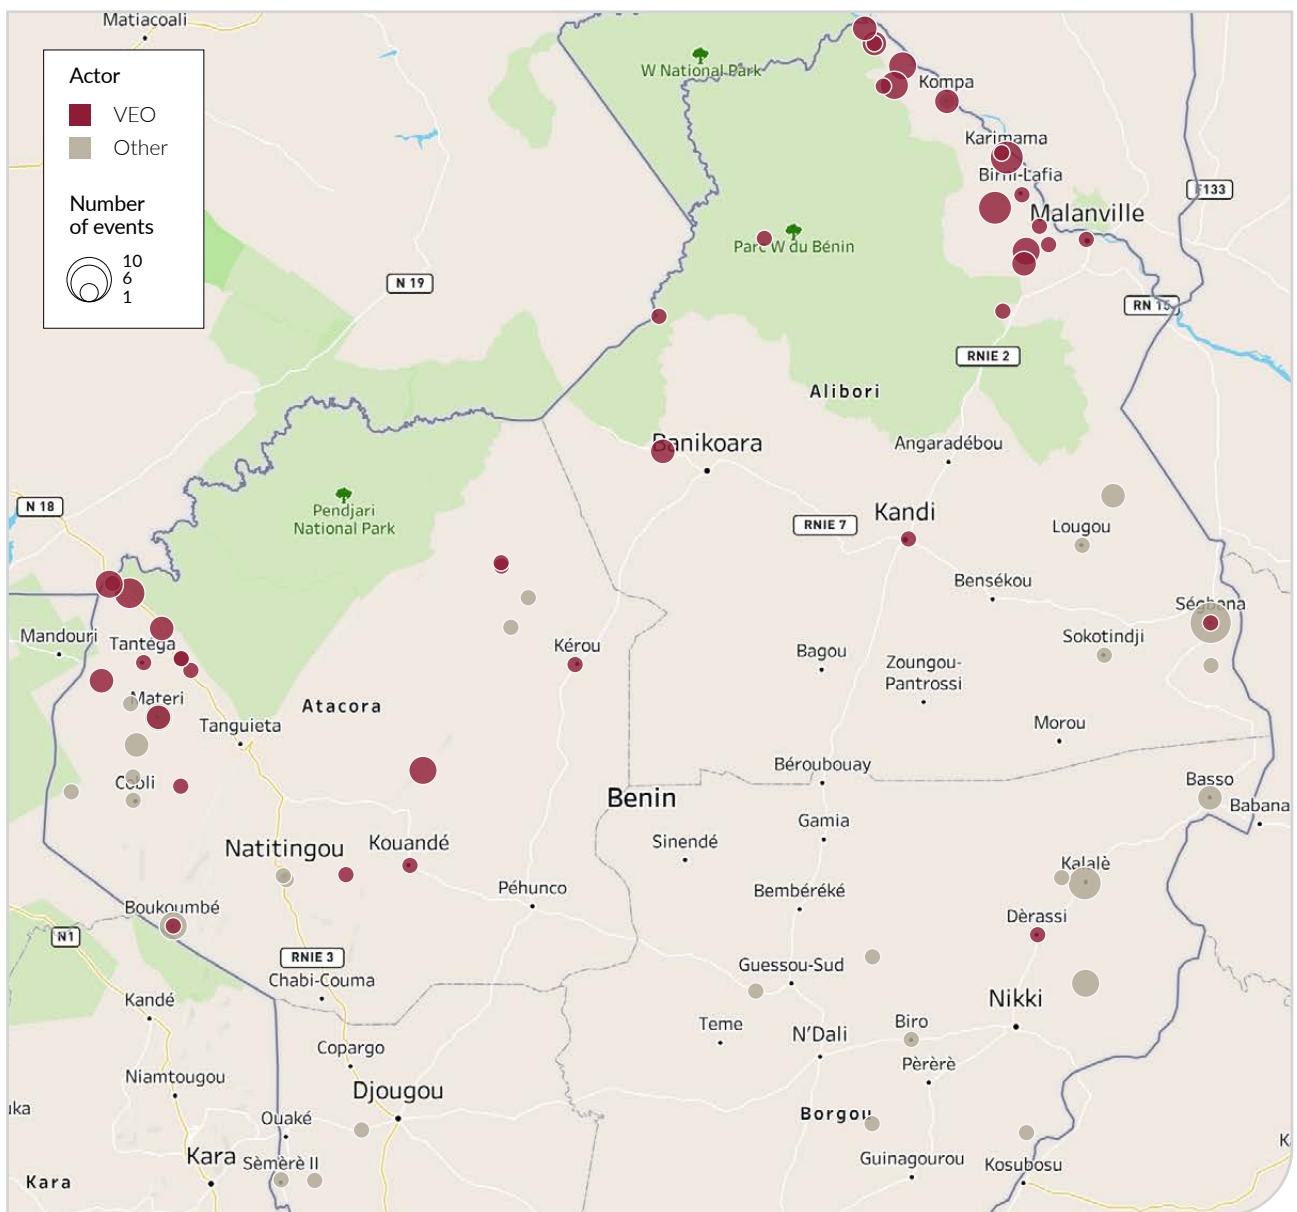 Matiacoali
Actor
VEO
Other
Number
of events
10
6
1
W National Park
Kompa
Karimama
Birni-Lafia
Malanville
F133
Parc W du Bénin
N 19
RN 15
RNIE 2
Alibori
Banikoara
Angaradébou
N 18
Pendjari
National Park
Kandi
RNIE 7
Lougou
Bensékou
Ségbana
Mandouri
Tantéga
Kérou
Sokotindji
Bagou
Zoungou-
Pantrossi
Materi
Atacora
Tanguieta
Morou
Cobli
Béroubouay
Basso
Benin
Babana
Gamia
Natitingou
Kouandé
Sinendé
Kalalè
Péhunco
Bembéréké
Boukoumbé
Dèrassi
N1
RNIE 3
Chabi-Couma
Guessou-Sud
Kandé
Nikki
Teme
N'Dali
Biro
Copargo
Pèrèrè
Niamtougou
Djougou
uka
Ouaké
Borgou
Kara
Sèmèrè II
Guinagourou
Kosubosu
K
Kara